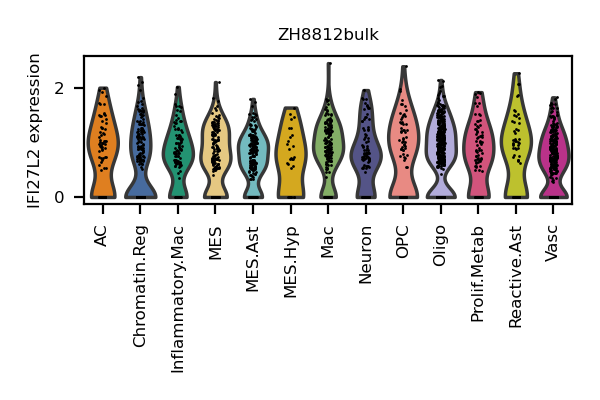 ZH8812bulk
IFI27L2 expression
2
0
AC
Chromatin.Reg
Inflammatory.Mac
MES
MES.Ast
MES.Hyp
Mac
Neuron
OPC
Oligo
Prolif.Metab
Reactive.Ast
Vasc